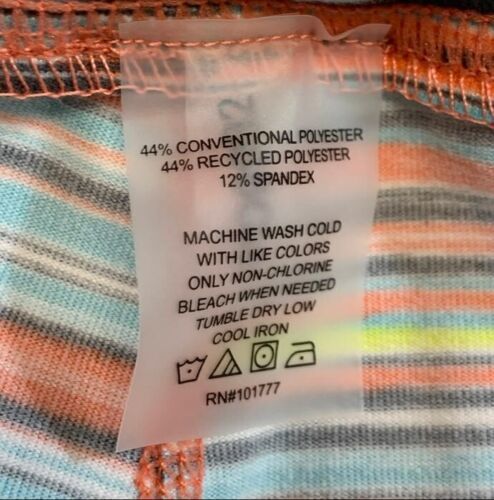 44% CONVENTIONAL POLYESTER
44% RECYCLED POLYESTER
12% SPANDEX
MACHINE WASH COLD
WITH LIKE COLORS
ONLY NON-CHLORINE
BLEACH WHEN NEEDED
TUMBLE DRY LOW
COOL IRON
RN#101777